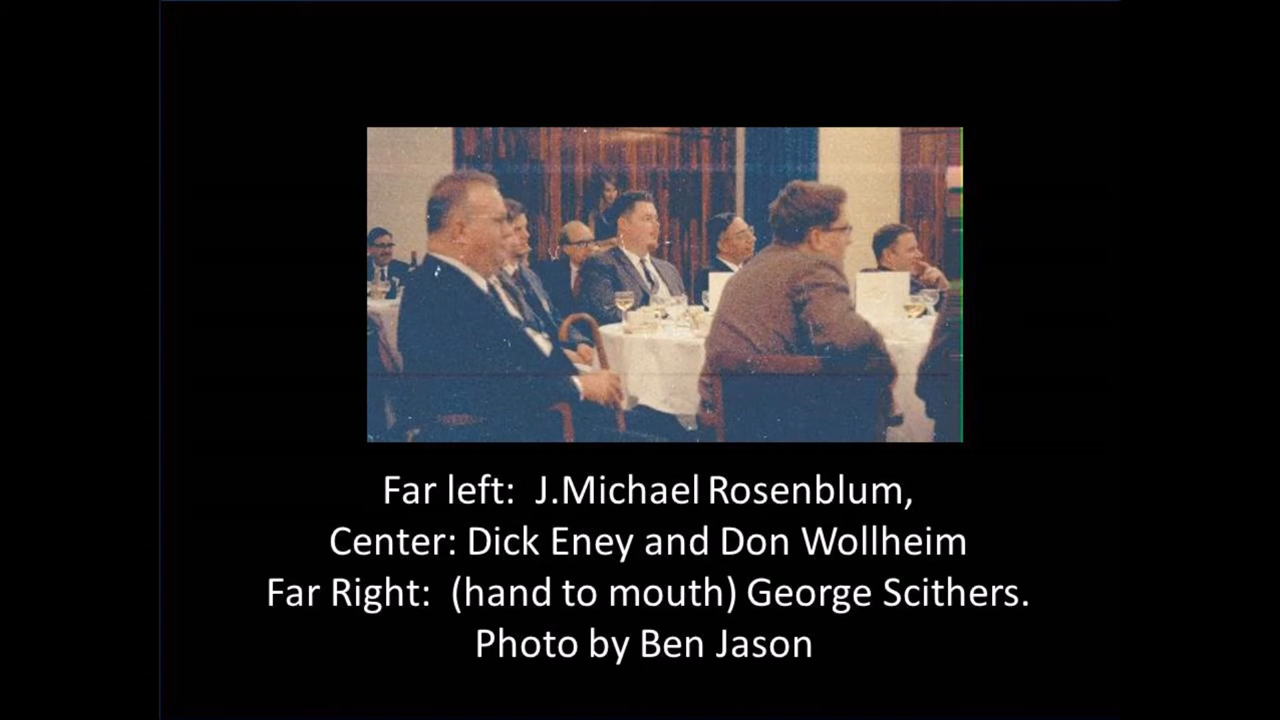 Far left: J.Michael Rosenblum,
Center: Dick Eney and Don Wollheim
Far Right: (hand to mouth) George Scithers.
Photo by Ben Jason